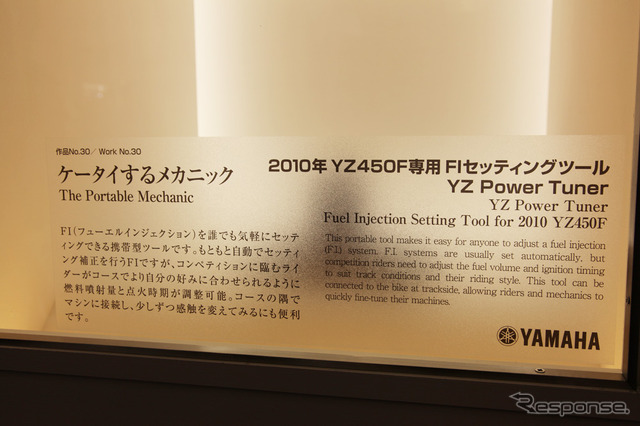 作品No.30／Work No.30
ケータイするメカニック
The Portable Mechanic
FI（フューエルインジェクション）を誰でも気軽にセッテ
ィングできる携帯型ツールです。もともと自動でセッティ
ング補正を行うFIですが、コンペティションに臨むライ
ダーがコースでより自分の好みに合わせられるように
燃料噴射量と点火時期が調整可能。コースの隅で
マシンに接続し、少しずつ感触を変えてみるにも便利
です。
2010年 YZ450F専用 FIセッティングツール
YZ Power Tuner
YZ Power Tuner
Fuel Injection Setting Tool for 2010 YZ450F
This portable tool makes it easy for anyone to adjust a fuel injection
(F.I.) system. F.I. systems are usually set automatically, but
competition riders need to adjust the fuel volume and ignition timing
to suit track conditions and their riding style. This tool can be
connected to the bike at trackside, allowing riders and mechanics to
quickly fine-tune their machines.
YAMAHA
Response.